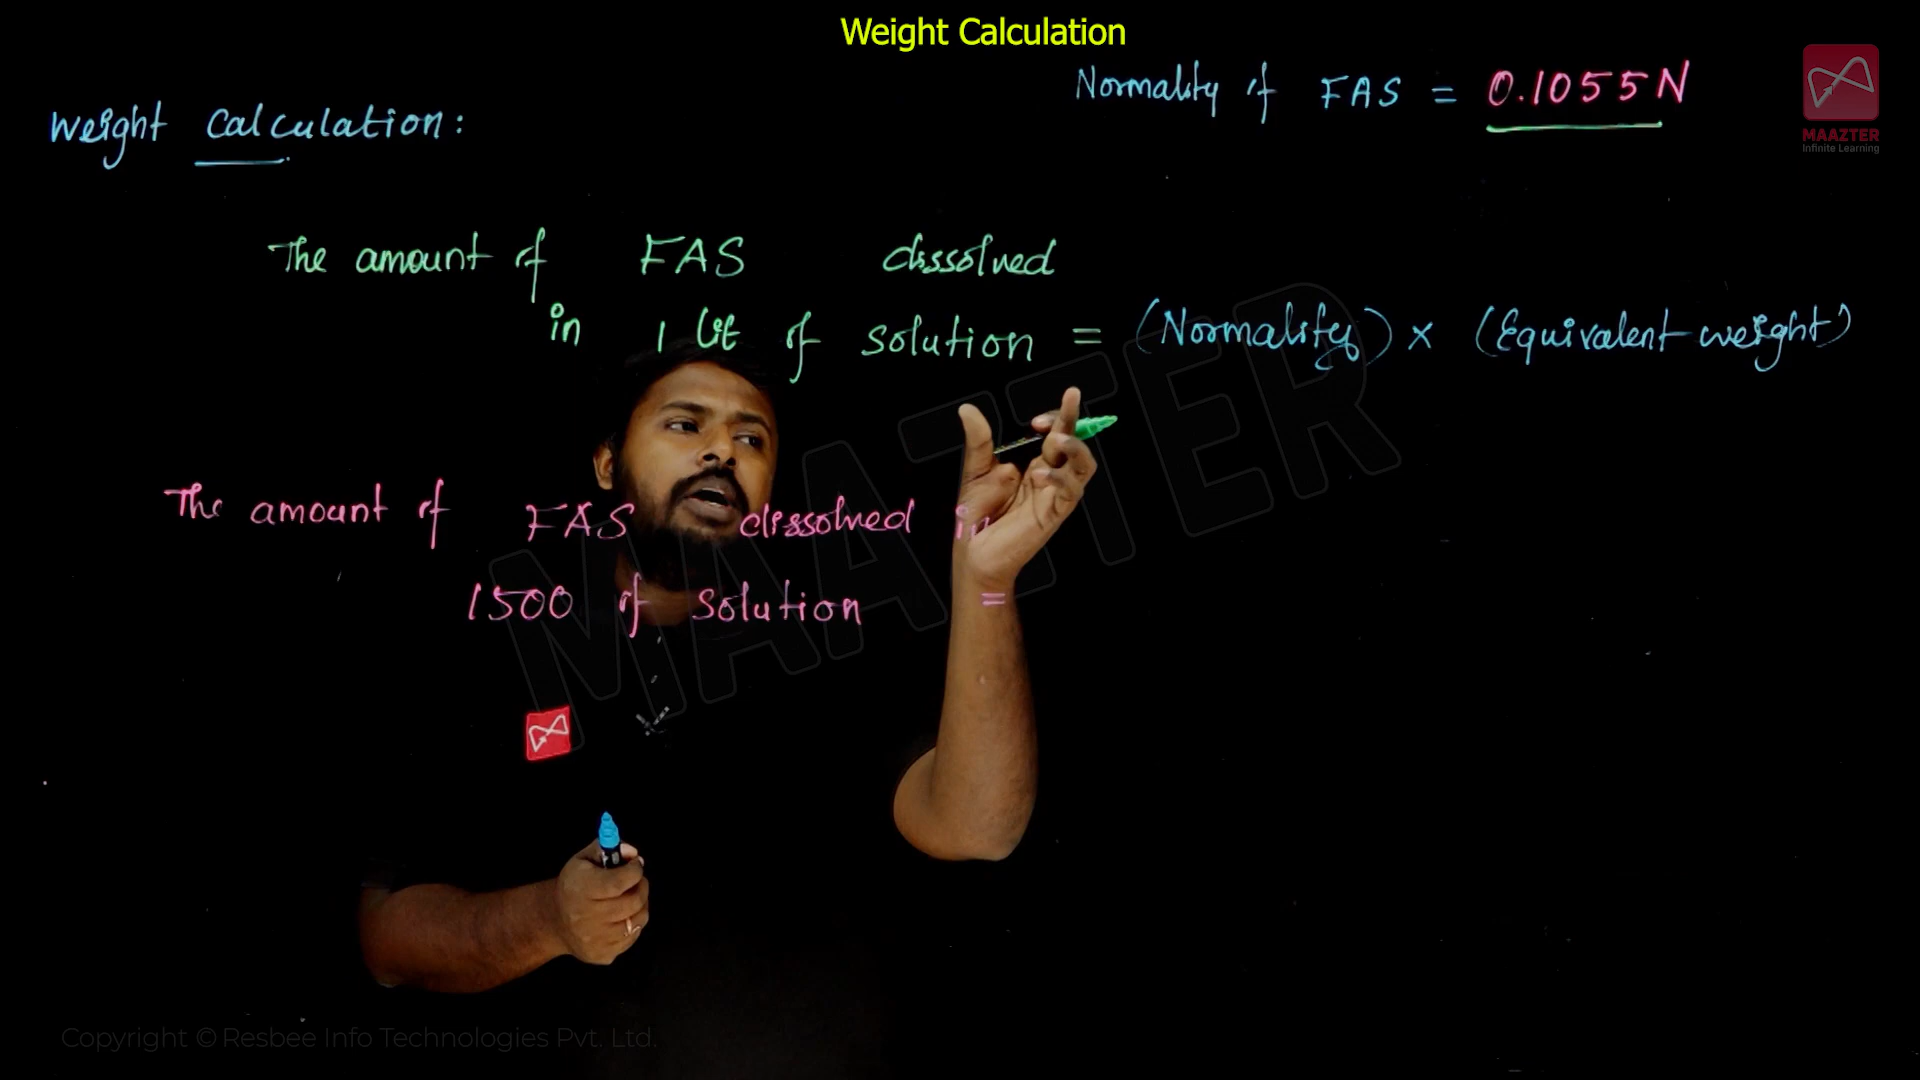 Weight Calculation
Normality of FAS = 0.1055N
Weight Calculation:
MAAZTER
Infinite Learning
The amount of FAS dissolved
in 1 lit of solution = (Normality) × (Equivalent weight)
The amount of FAS dissolved in
1500 of solution =
MAAZTER
Copyright © Resbee Info Technologies Pvt. Ltd.